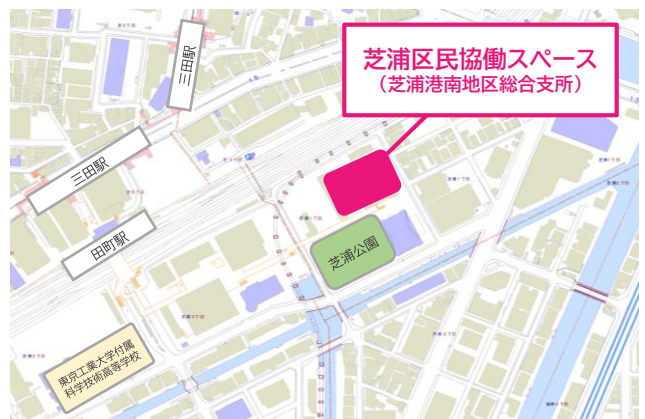 芝浦区民協働スペース
（芝浦港南地区総合支所）
三田駅
三田駅
田町駅
芝浦公園
東京工業大学付属
科学技術高等学校